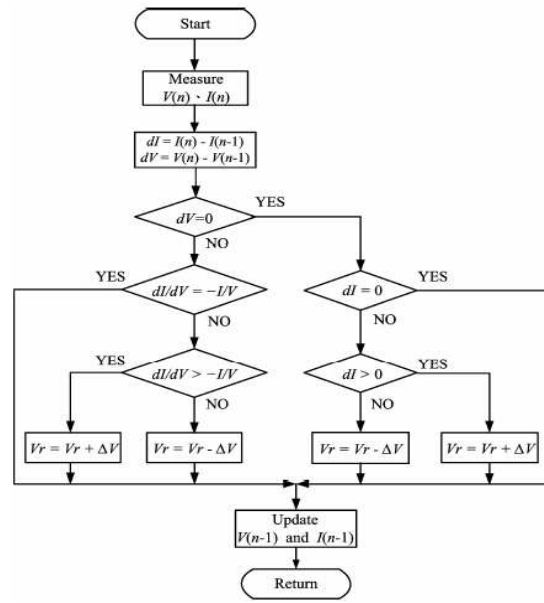 Start
Measure
V(n)、I(n)
dI = I(n) - I(n-1)
dV = V(n) - V(n-1)
dV=0
YES
NO
YES
dI/dV = −I/V
NO
dI = 0
YES
NO
YES
dI/dV > −I/V
NO
dI > 0
YES
NO
Vr = Vr + ΔV
Vr = Vr - ΔV
Vr = Vr - ΔV
Vr = Vr + ΔV
Update
V(n-1) and I(n-1)
Return